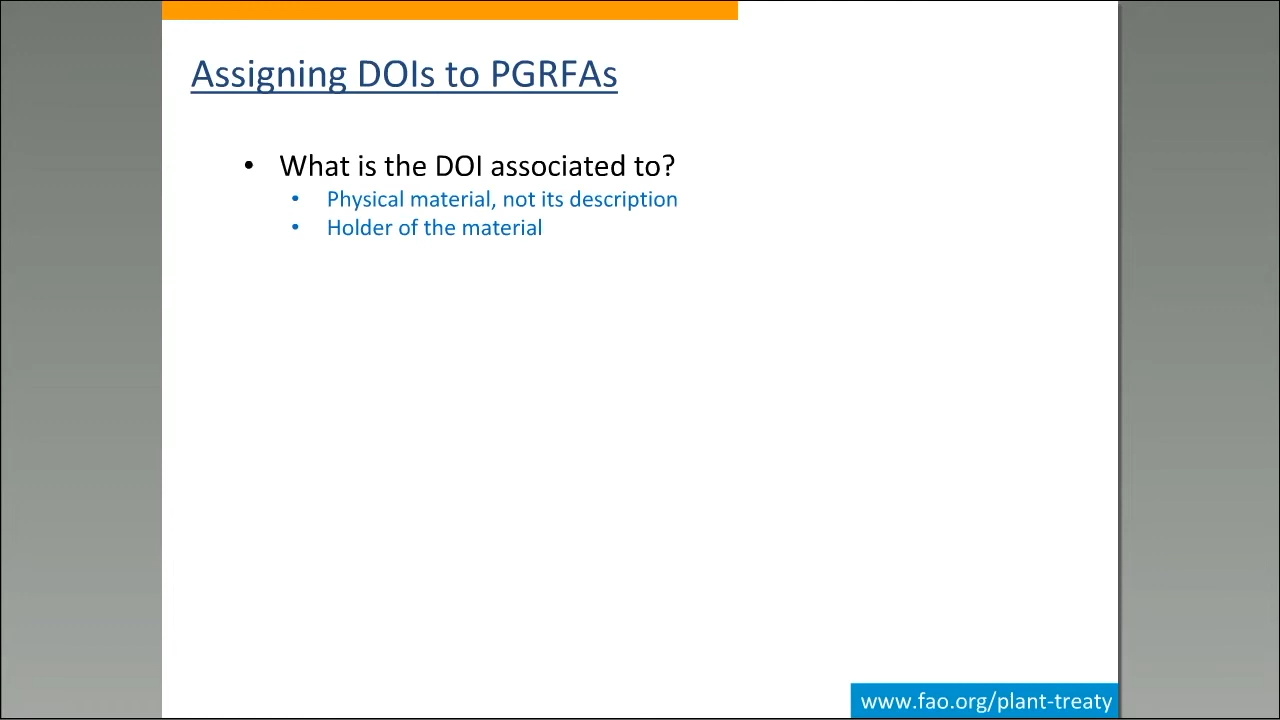 Assigning DOIs to PGRFAs
• What is the DOI associated to?
• Physical material, not its description
• Holder of the material
www.fao.org/plant-treaty